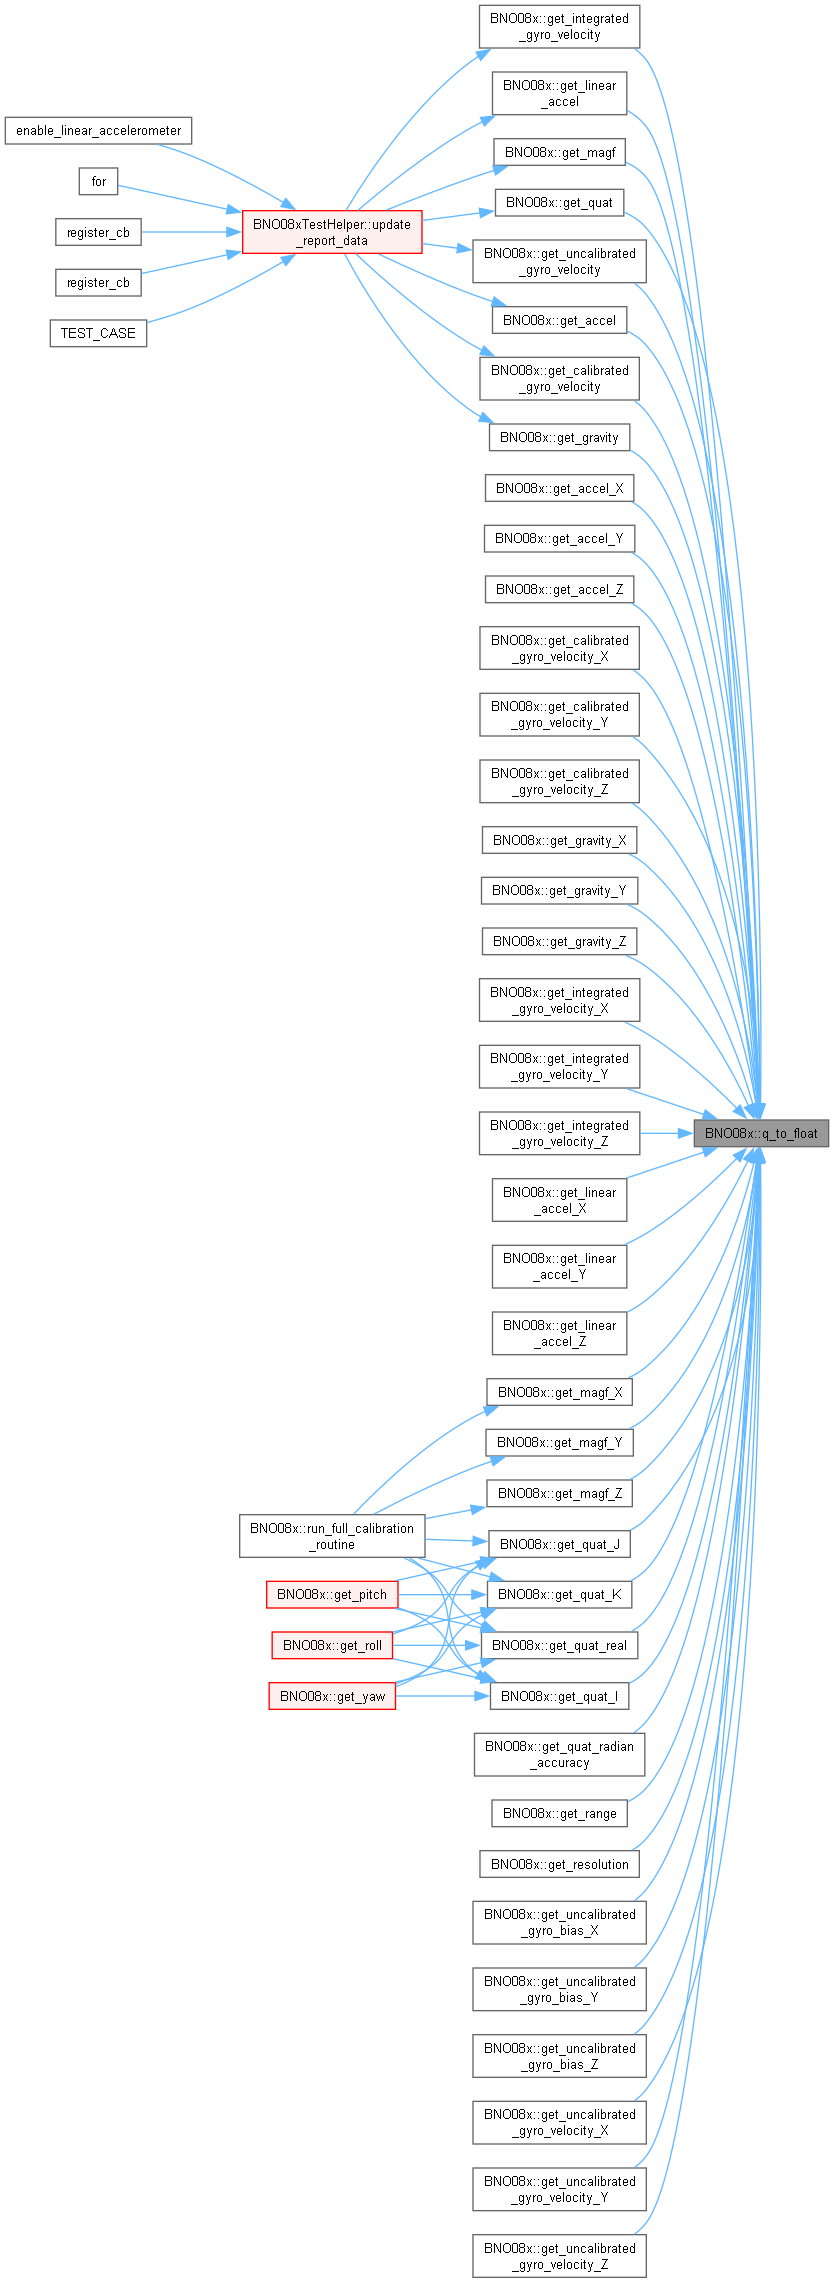 BNO08x::get_integrated
_gyro_velocity
BNO08x::get_linear
_accel
enable_linear_accelerometer
BNO08x::get_magf
for
BNO08x::get_quat
register_cb
BNO08xTestHelper::update
_report_data
BNO08x::get_uncalibrated
_gyro_velocity
register_cb
BNO08x::get_accel
TEST_CASE
BNO08x::get_calibrated
_gyro_velocity
BNO08x::get_gravity
BNO08x::get_accel_X
BNO08x::get_accel_Y
BNO08x::get_accel_Z
BNO08x::get_calibrated
_gyro_velocity_X
BNO08x::get_calibrated
_gyro_velocity_Y
BNO08x::get_calibrated
_gyro_velocity_Z
BNO08x::get_gravity_X
BNO08x::get_gravity_Y
BNO08x::get_gravity_Z
BNO08x::get_integrated
_gyro_velocity_X
BNO08x::get_integrated
_gyro_velocity_Y
BNO08x::get_integrated
_gyro_velocity_Z
BNO08x::q_to_float
BNO08x::get_linear
_accel_X
BNO08x::get_linear
_accel_Y
BNO08x::get_linear
_accel_Z
BNO08x::get_magf_X
BNO08x::get_magf_Y
BNO08x::get_magf_Z
BNO08x::run_full_calibration
_routine
BNO08x::get_quat_J
BNO08x::get_pitch
BNO08x::get_quat_K
BNO08x::get_roll
BNO08x::get_quat_real
BNO08x::get_yaw
BNO08x::get_quat_I
BNO08x::get_quat_radian
_accuracy
BNO08x::get_range
BNO08x::get_resolution
BNO08x::get_uncalibrated
_gyro_bias_X
BNO08x::get_uncalibrated
_gyro_bias_Y
BNO08x::get_uncalibrated
_gyro_bias_Z
BNO08x::get_uncalibrated
_gyro_velocity_X
BNO08x::get_uncalibrated
_gyro_velocity_Y
BNO08x::get_uncalibrated
_gyro_velocity_Z